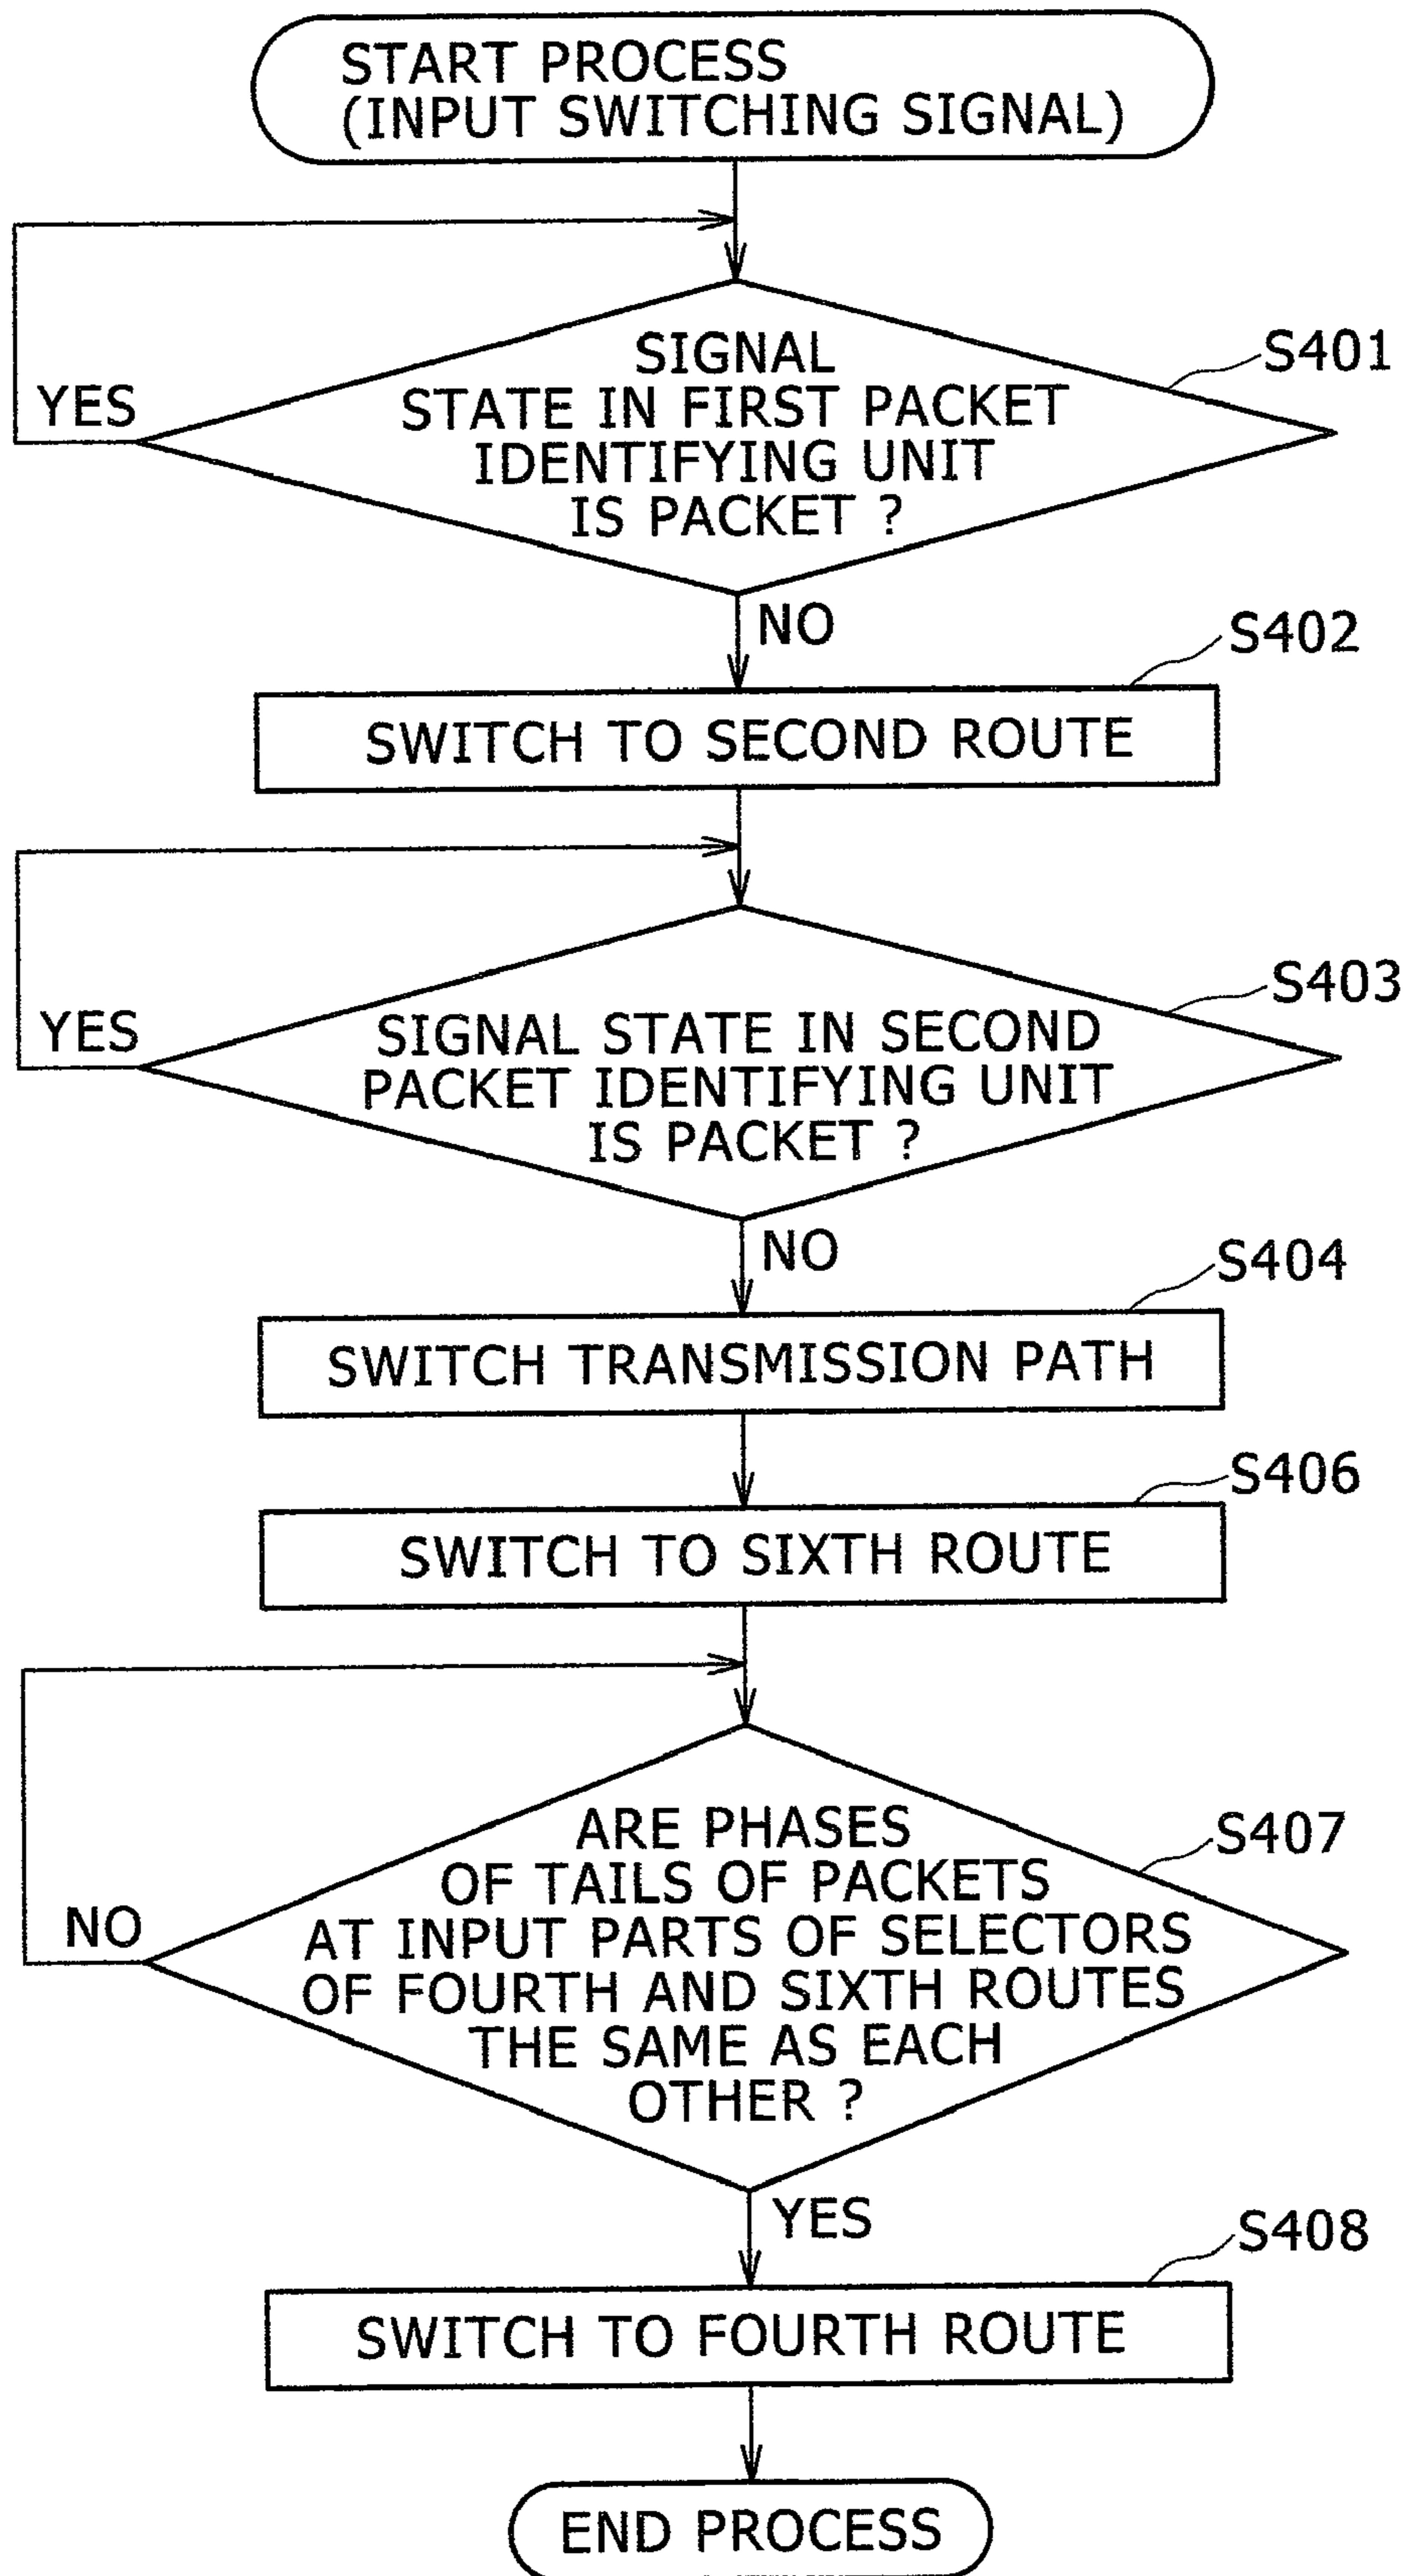 START PROCESS
(INPUT SWITCHING SIGNAL)
SIGNAL
STATE IN FIRST PACKET
IDENTIFYING UNIT
IS PACKET ?
S401
YES
NO
S402
SWITCH TO SECOND ROUTE
S403
SIGNAL STATE IN SECOND
PACKET IDENTIFYING UNIT
IS PACKET ?
YES
NO
S404
SWITCH TRANSMISSION PATH
S406
SWITCH TO SIXTH ROUTE
S407
ARE PHASES
OF TAILS OF PACKETS
AT INPUT PARTS OF SELECTORS
OF FOURTH AND SIXTH ROUTES
THE SAME AS EACH
OTHER ?
NO
YES
S408
SWITCH TO FOURTH ROUTE
END PROCESS